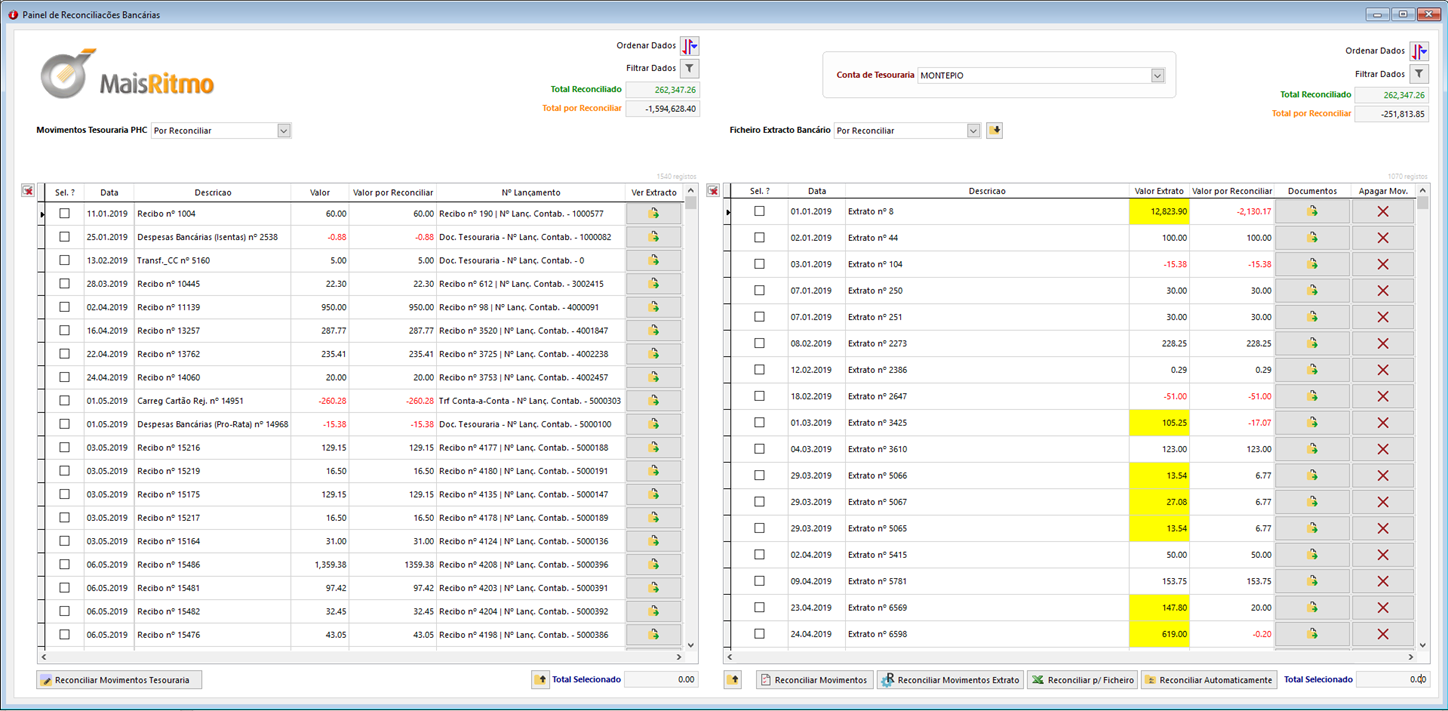 Painel de Reconciliacões Bancárias
MaisRitmo
Ordenar Dados
Filtrar Dados
Total Reconciliado 262,347.26
Total por Reconciliar -1,594,628.40
Movimentos Tesouraria PHC Por Reconciliar
1540 registos
Sel. ? Data Descricao Valor Valor por Reconciliar Nº Lançamento Ver Extracto
11.01.2019 Recibo nº 1004 60.00 60.00 Recibo nº 190 | Nº Lanç. Contab. - 1000577
25.01.2019 Despesas Bancárias (Isentas) nº 2538 -0.88 -0.88 Doc. Tesouraria - Nº Lanç. Contab. - 1000082
13.02.2019 Transf._CC nº 5160 5.00 5.00 Doc. Tesouraria - Nº Lanç. Contab. - 0
28.03.2019 Recibo nº 10445 22.30 22.30 Recibo nº 612 | Nº Lanç. Contab. - 3002415
02.04.2019 Recibo nº 11139 950.00 950.00 Recibo nº 98 | Nº Lanç. Contab. - 4000091
16.04.2019 Recibo nº 13257 287.77 287.77 Recibo nº 3520 | Nº Lanç. Contab. - 4001847
22.04.2019 Recibo nº 13762 235.41 235.41 Recibo nº 3725 | Nº Lanç. Contab. - 4002238
24.04.2019 Recibo nº 14060 20.00 20.00 Recibo nº 3753 | Nº Lanç. Contab. - 4002457
01.05.2019 Carreg Cartão Rej. nº 14951 -260.28 -260.28 Trf Conta-a-Conta - Nº Lanç. Contab. - 5000303
01.05.2019 Despesas Bancárias (Pro-Rata) nº 14968 -15.38 -15.38 Doc. Tesouraria - Nº Lanç. Contab. - 5000100
03.05.2019 Recibo nº 15216 129.15 129.15 Recibo nº 4177 | Nº Lanç. Contab. - 5000188
03.05.2019 Recibo nº 15219 16.50 16.50 Recibo nº 4180 | Nº Lanç. Contab. - 5000191
03.05.2019 Recibo nº 15175 129.15 129.15 Recibo nº 4135 | Nº Lanç. Contab. - 5000147
03.05.2019 Recibo nº 15217 16.50 16.50 Recibo nº 4178 | Nº Lanç. Contab. - 5000189
03.05.2019 Recibo nº 15164 31.00 31.00 Recibo nº 4124 | Nº Lanç. Contab. - 5000136
06.05.2019 Recibo nº 15486 1,359.38 1359.38 Recibo nº 4208 | Nº Lanç. Contab. - 5000396
06.05.2019 Recibo nº 15481 97.42 97.42 Recibo nº 4203 | Nº Lanç. Contab. - 5000391
06.05.2019 Recibo nº 15482 32.45 32.45 Recibo nº 4204 | Nº Lanç. Contab. - 5000392
06.05.2019 Recibo nº 15476 43.05 43.05 Recibo nº 4198 | Nº Lanç. Contab. - 5000386
Reconciliar Movimentos Tesouraria Total Selecionado 0.00
Conta de Tesouraria MONTEPIO
Ordenar Dados
Filtrar Dados
Total Reconciliado 262,347.26
Total por Reconciliar -251,813.85
Ficheiro Extracto Bancário Por Reconciliar
1070 registos
Sel. ? Data Descricao Valor Extrato Valor por Reconciliar Documentos Apagar Mov.
01.01.2019 Extrato nº 8 12,823.90 -2,130.17
02.01.2019 Extrato nº 44 100.00 100.00
03.01.2019 Extrato nº 104 -15.38 -15.38
07.01.2019 Extrato nº 250 30.00 30.00
07.01.2019 Extrato nº 251 30.00 30.00
08.02.2019 Extrato nº 2273 228.25 228.25
12.02.2019 Extrato nº 2386 0.29 0.29
18.02.2019 Extrato nº 2647 -51.00 -51.00
01.03.2019 Extrato nº 3425 105.25 -17.07
04.03.2019 Extrato nº 3610 123.00 123.00
29.03.2019 Extrato nº 5066 13.54 6.77
29.03.2019 Extrato nº 5067 27.08 6.77
29.03.2019 Extrato nº 5065 13.54 6.77
02.04.2019 Extrato nº 5415 50.00 50.00
09.04.2019 Extrato nº 5781 153.75 153.75
23.04.2019 Extrato nº 6569 147.80 20.00
24.04.2019 Extrato nº 6598 619.00 -0.20
Reconciliar Movimentos Reconciliar Movimentos Extrato Reconciliar p/ Ficheiro Reconciliar Automaticamente Total Selecionado 0.00